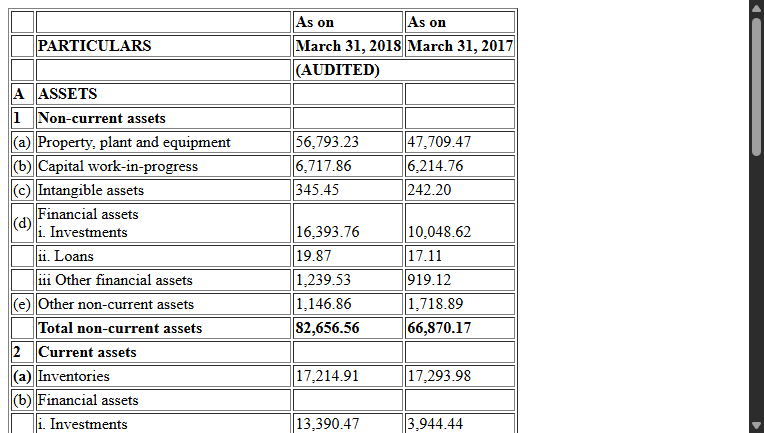 As on As on
PARTICULARS March 31, 2018 March 31, 2017
(AUDITED)
A ASSETS
1 Non-current assets
(a) Property, plant and equipment 56,793.23 47,709.47
(b) Capital work-in-progress 6,717.86 6,214.76
(c) Intangible assets 345.45 242.20
(d) Financial assets
i. Investments 16,393.76 10,048.62
ii. Loans 19.87 17.11
iii Other financial assets 1,239.53 919.12
(e) Other non-current assets 1,146.86 1,718.89
Total non-current assets 82,656.56 66,870.17
2 Current assets
(a) Inventories 17,214.91 17,293.98
(b) Financial assets
i. Investments 13,390.47 3,944.44